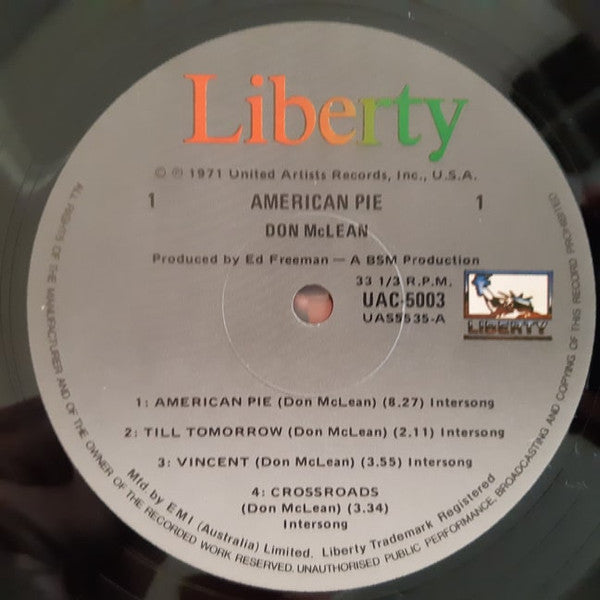 Liberty
© ℗ 1971 United Artists Records, Inc., U.S.A.
1 AMERICAN PIE 1
DON McLEAN
Produced by Ed Freeman — A BSM Production
33 1/3 R.P.M.
UAC-5003
UAS5535-A
LIBERTY
1: AMERICAN PIE (Don McLean) (8.27) Intersong
2: TILL TOMORROW (Don McLean) (2.11) Intersong
3: VINCENT (Don McLean) (3.55) Intersong
4: CROSSROADS
(Don McLean) (3.34)
Intersong
Mfd. by EMI (Australia) Limited. Liberty Trademark Registered
ALL RIGHTS OF THE MANUFACTURER AND OF THE OWNER OF THE RECORDED WORK RESERVED. UNAUTHORISED PUBLIC PERFORMANCE, BROADCASTING AND COPYING OF THIS RECORD PROHIBITED